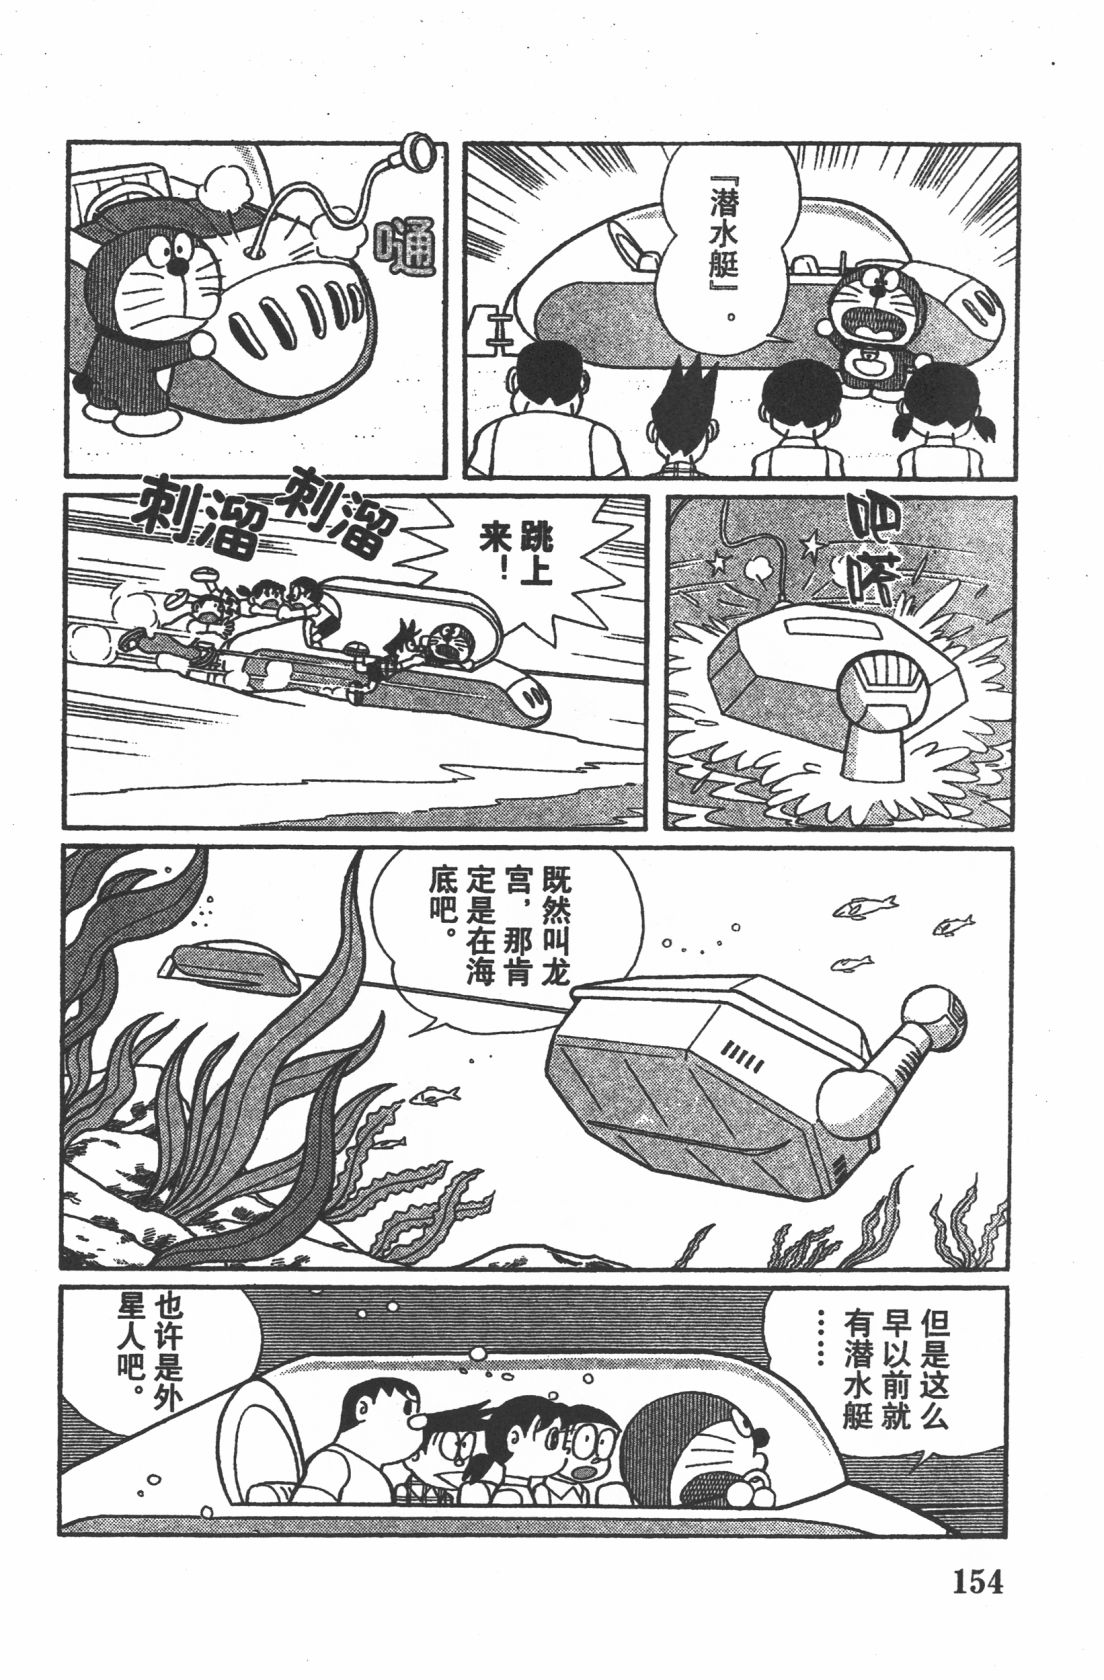 『潜水艇』。
嗵
吧嗒
跳上
来！
刺溜
刺溜
既然叫龙
宫，那肯
定是在海
底吧。
但是这么
早以前就
有潜水艇
……
也许是外
星人吧。
154